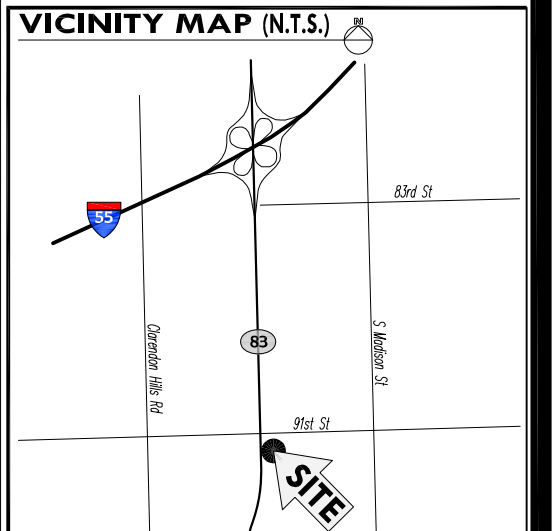 VICINITY MAP (N.T.S.)
N
83rd St
55
Clarendon Hills Rd
83
S Madison St
91st St
SITE